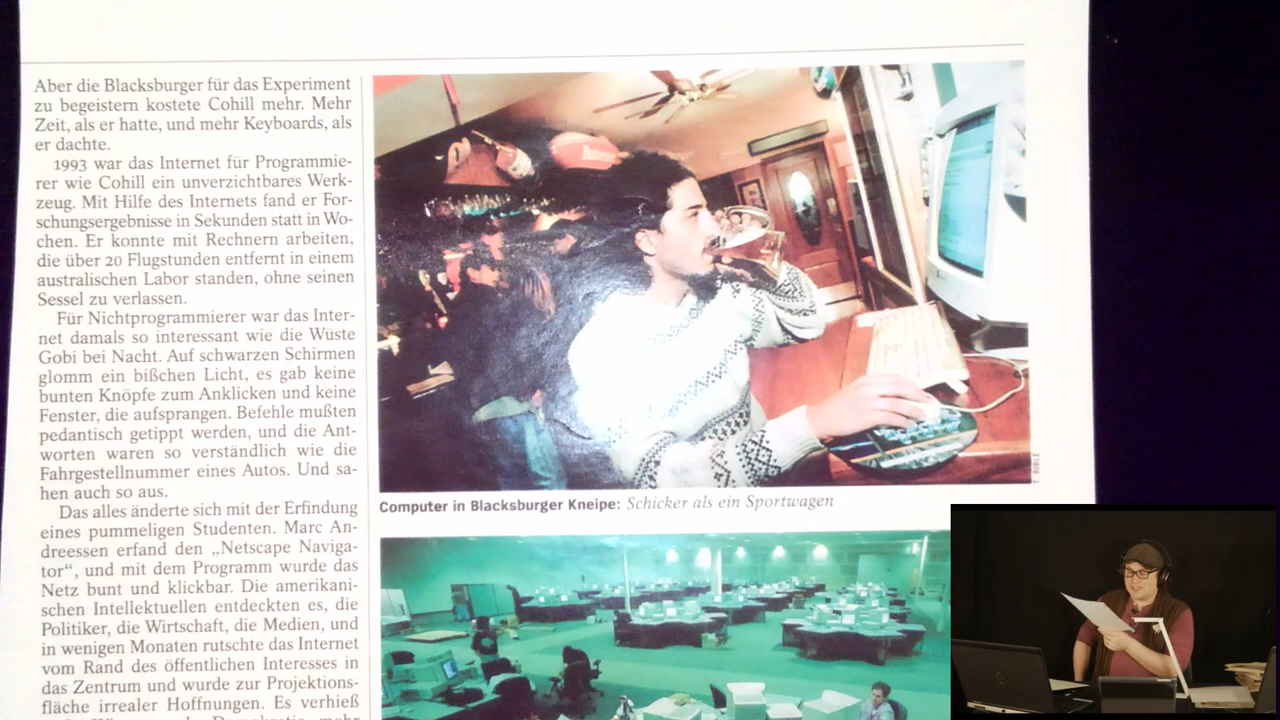 Aber die Blacksburger für das Experiment
zu begeistern kostete Cohill mehr. Mehr
Zeit, als er hatte, und mehr Keyboards, als
er dachte.
1993 war das Internet für Programmie-
rer wie Cohill ein unverzichtbares Werk-
zeug. Mit Hilfe des Internets fand er For-
schungsergebnisse in Sekunden statt in Wo-
chen. Er konnte mit Rechnern arbeiten,
die über 20 Flugstunden entfernt in einem
australischen Labor standen, ohne seinen
Sessel zu verlassen.
Für Nichtprogrammierer war das Inter-
net damals so interessant wie die Wüste
Gobi bei Nacht. Auf schwarzen Schirmen
glomm ein bißchen Licht, es gab keine
bunten Knöpfe zum Anklicken und keine
Fenster, die aufsprangen. Befehle mußten
pedantisch getippt werden, und die Ant-
worten waren so verständlich wie die
Fahrgestellnummer eines Autos. Und sa-
hen auch so aus.
Das alles änderte sich mit der Erfindung
eines pummeligen Studenten. Marc An-
dreessen erfand den „Netscape Naviga-
tor“, und mit dem Programm wurde das
Netz bunt und klickbar. Die amerikani-
schen Intellektuellen entdeckten es, die
Politiker, die Wirtschaft, die Medien, und
in wenigen Monaten rutschte das Internet
vom Rand des öffentlichen Interesses in
das Zentrum und wurde zur Projektions-
fläche irrealer Hoffnungen. Es verhieß
T. BIBLE
Computer in Blacksburger Kneipe: Schicker als ein Sportwagen